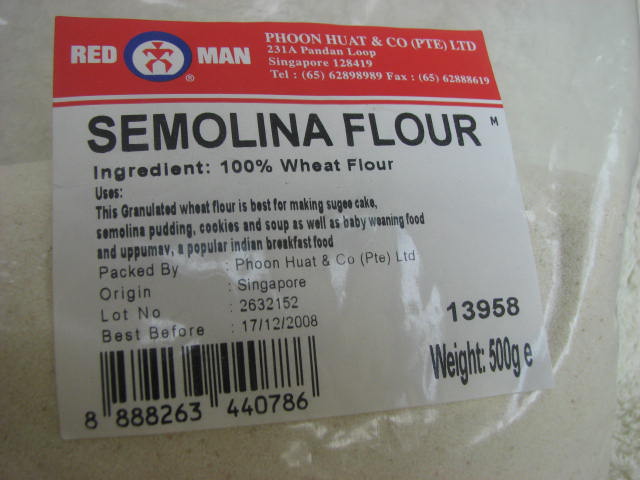 RED MAN ®
PHOON HUAT & CO (PTE) LTD
231A Pandan Loop
Singapore 128419
Tel : (65) 62898989 Fax : (65) 62888619
SEMOLINA FLOUR M
Ingredient: 100% Wheat Flour
Uses:
This Granulated wheat flour is best for making sugee cake,
semolina pudding, cookies and soup as well as baby weaning food
and uppumav, a popular indian breakfast food
Packed By : Phoon Huat & Co (Pte) Ltd
Origin : Singapore
Lot No : 2632152
Best Before : 17/12/2008
13958
Weight: 500g e
8 888263 440786